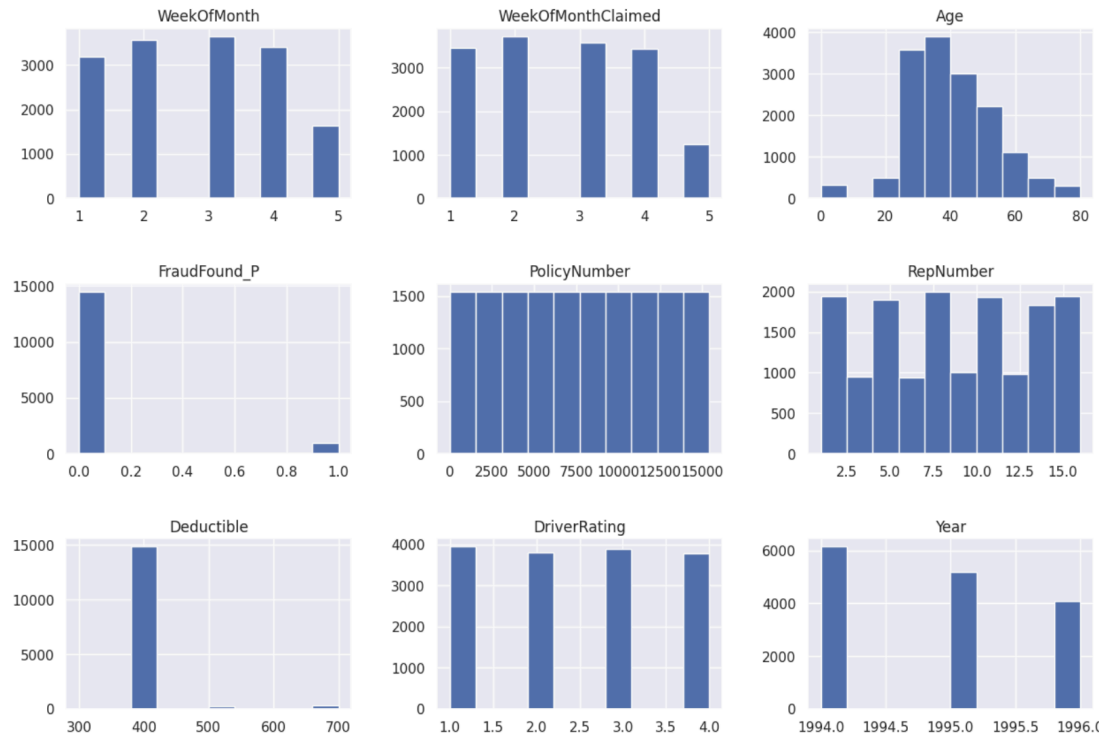 WeekOfMonth WeekOfMonthClaimed Age
3000 3000 4000
2000 2000 3000
1000 1000 2000
0 0 1000
0
1 2 3 4 5 1 2 3 4 5 0 20 40 60 80
FraudFound_P PolicyNumber RepNumber
15000 1500 2000
10000 1000 1500
5000 500 1000
0 0 500
0
0.0 0.2 0.4 0.6 0.8 1.0 0 2500 5000 7500 10000 12500 15000 2.5 5.0 7.5 10.0 12.5 15.0
Deductible DriverRating Year
15000 4000 6000
10000 3000 4000
5000 2000 2000
0 1000 0
0
300 400 500 600 700 1.0 1.5 2.0 2.5 3.0 3.5 4.0 1994.0 1994.5 1995.0 1995.5 1996.0